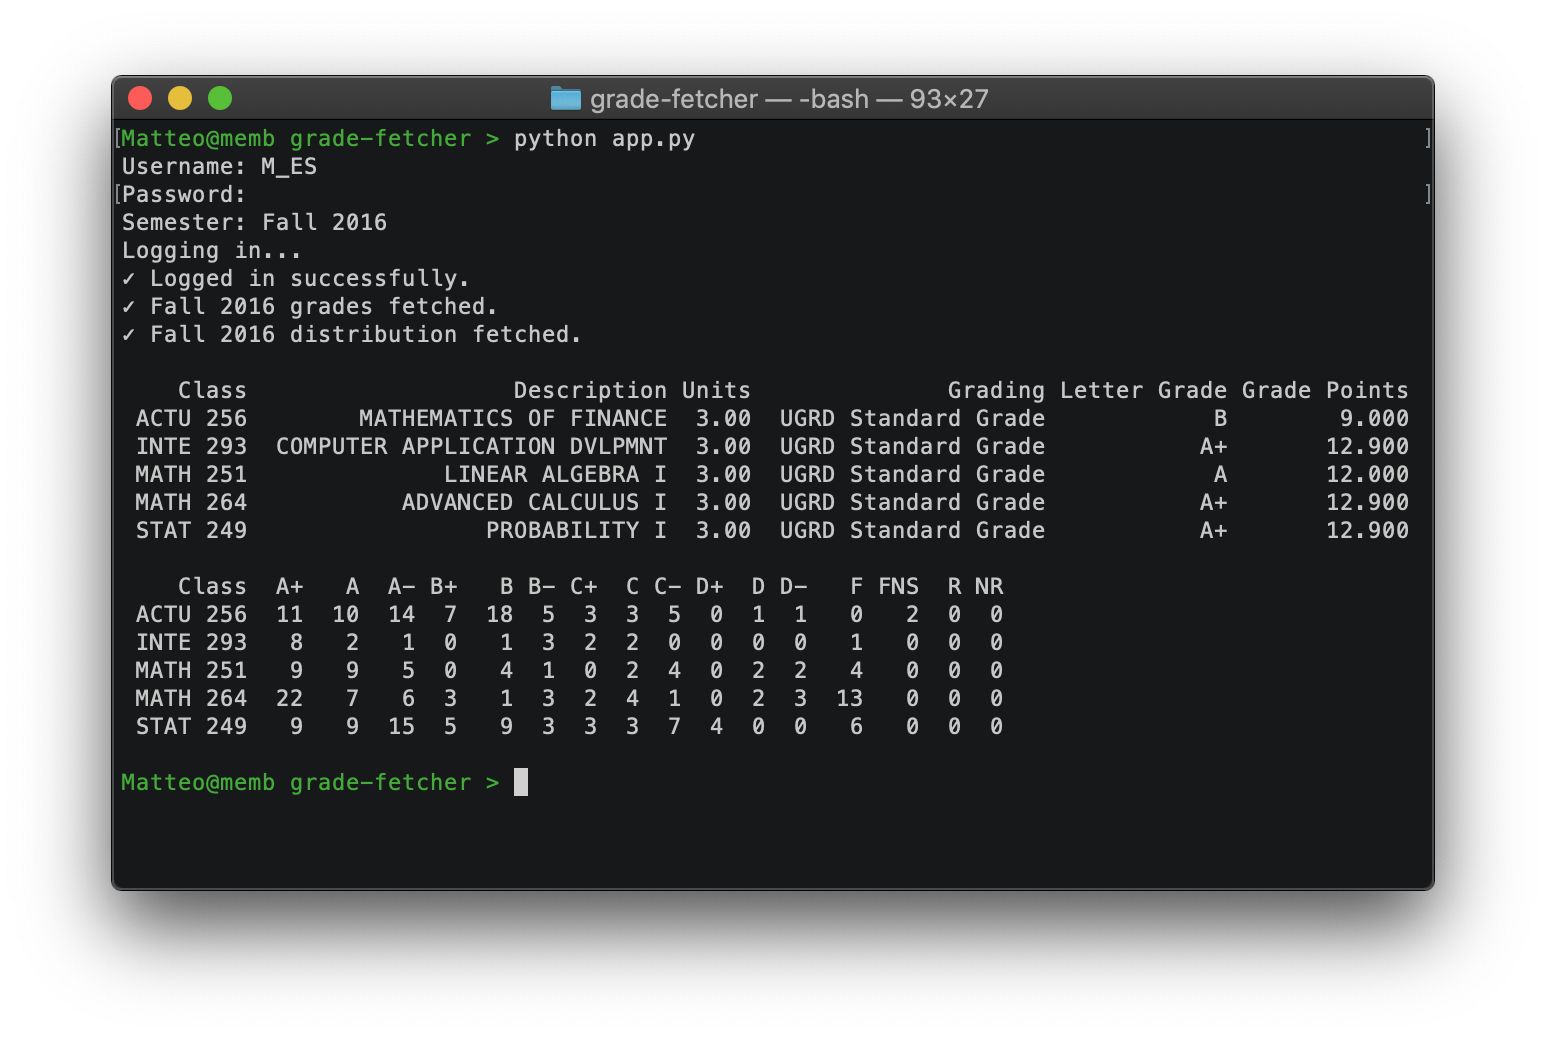 grade-fetcher — -bash — 93×27
[Matteo@memb grade-fetcher > python app.py ]
Username: M_ES
[Password: ]
Semester: Fall 2016
Logging in...
✓ Logged in successfully.
✓ Fall 2016 grades fetched.
✓ Fall 2016 distribution fetched.
Class Description Units Grading Letter Grade Grade Points
ACTU 256 MATHEMATICS OF FINANCE 3.00 UGRD Standard Grade B 9.000
INTE 293 COMPUTER APPLICATION DVLPMNT 3.00 UGRD Standard Grade A+ 12.900
MATH 251 LINEAR ALGEBRA I 3.00 UGRD Standard Grade A 12.000
MATH 264 ADVANCED CALCULUS I 3.00 UGRD Standard Grade A+ 12.900
STAT 249 PROBABILITY I 3.00 UGRD Standard Grade A+ 12.900
Class A+ A A- B+ B B- C+ C C- D+ D D- F FNS R NR
ACTU 256 11 10 14 7 18 5 3 3 5 0 1 1 0 2 0 0
INTE 293 8 2 1 0 1 3 2 2 0 0 0 0 1 0 0 0
MATH 251 9 9 5 0 4 1 0 2 4 0 2 2 4 0 0 0
MATH 264 22 7 6 3 1 3 2 4 1 0 2 3 13 0 0 0
STAT 249 9 9 15 5 9 3 3 3 7 4 0 0 6 0 0 0
Matteo@memb grade-fetcher >